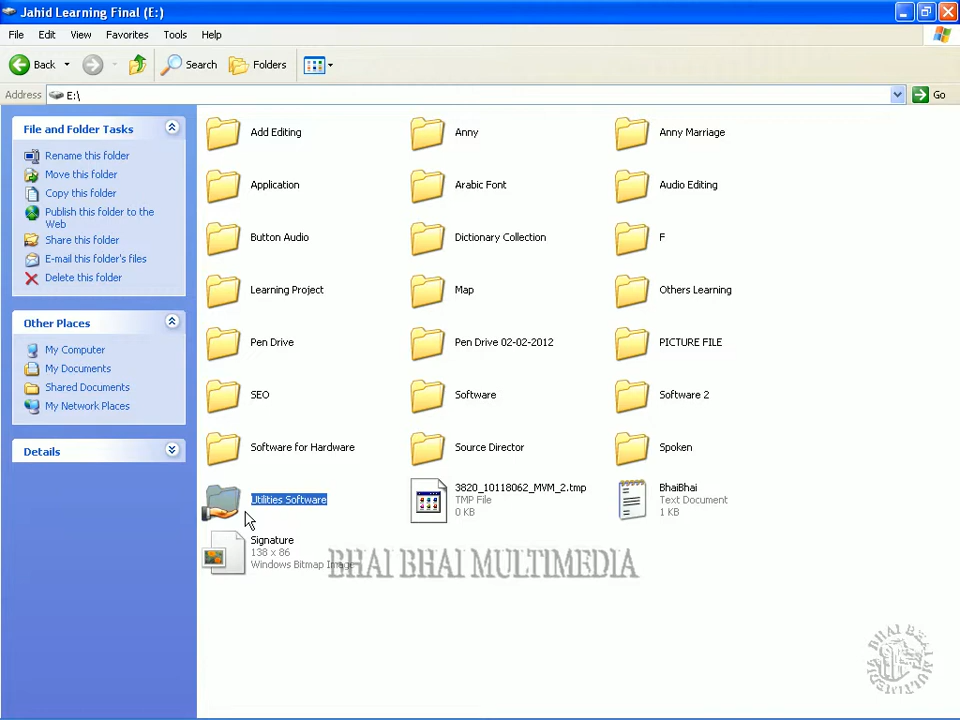 Jahid Learning Final (E:)
File Edit View Favorites Tools Help
Back Search Folders
Address E:\ Go
File and Folder Tasks
Rename this folder
Move this folder
Copy this folder
Publish this folder to the
Web
Share this folder
E-mail this folder's files
Delete this folder
Other Places
My Computer
My Documents
Shared Documents
My Network Places
Details
Add Editing Anny Anny Marriage
Application Arabic Font Audio Editing
Button Audio Dictionary Collection F
Learning Project Map Others Learning
Pen Drive Pen Drive 02-02-2012 PICTURE FILE
SEO Software Software 2
Software for Hardware Source Director Spoken
Utilities Software
3820_10118062_MVM_2.tmp
TMP File
0 KB
BhaiBhai
Text Document
1 KB
Signature
138 x 86
Windows Bitmap Image
BHAI BHAI MULTIMEDIA
BHAI BHAI MULTIMEDIA